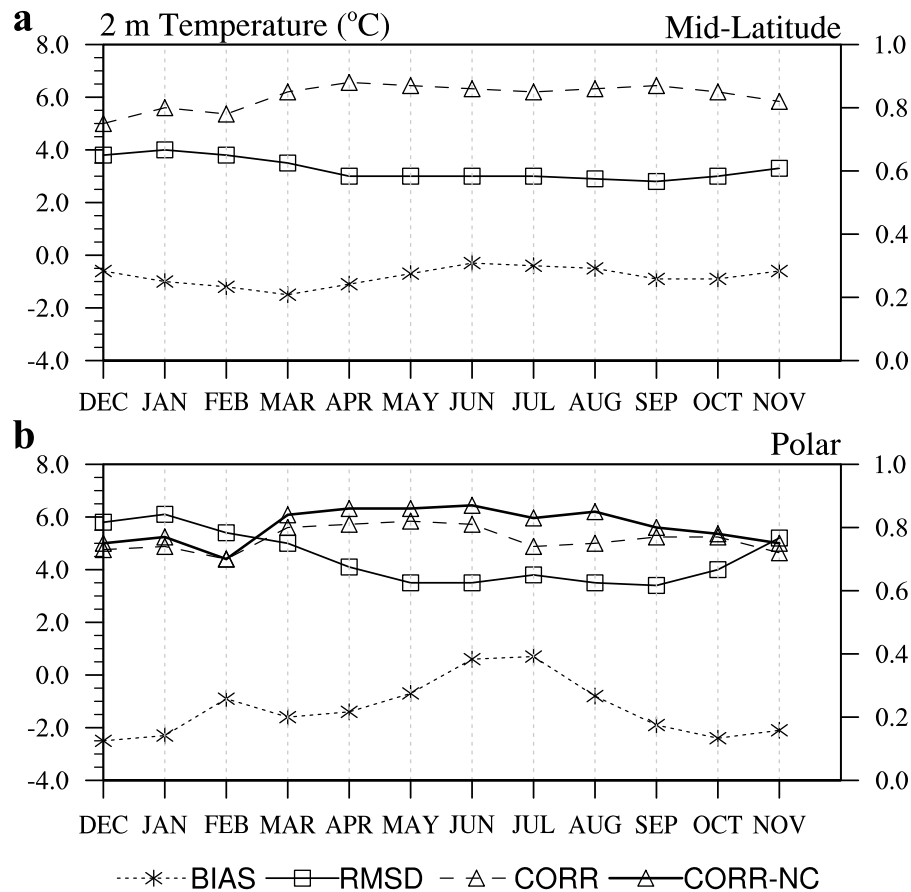 a 2 m Temperature (°C) Mid-Latitude
8.0 1.0
6.0 0.8
4.0 0.6
2.0
0.0 0.4
-2.0 0.2
-4.0 0.0
DEC JAN FEB MAR APR MAY JUN JUL AUG SEP OCT NOV
b Polar
8.0 1.0
6.0 0.8
4.0 0.6
2.0
0.0 0.4
-2.0 0.2
-4.0 0.0
DEC JAN FEB MAR APR MAY JUN JUL AUG SEP OCT NOV
BIAS RMSD CORR CORR-NC